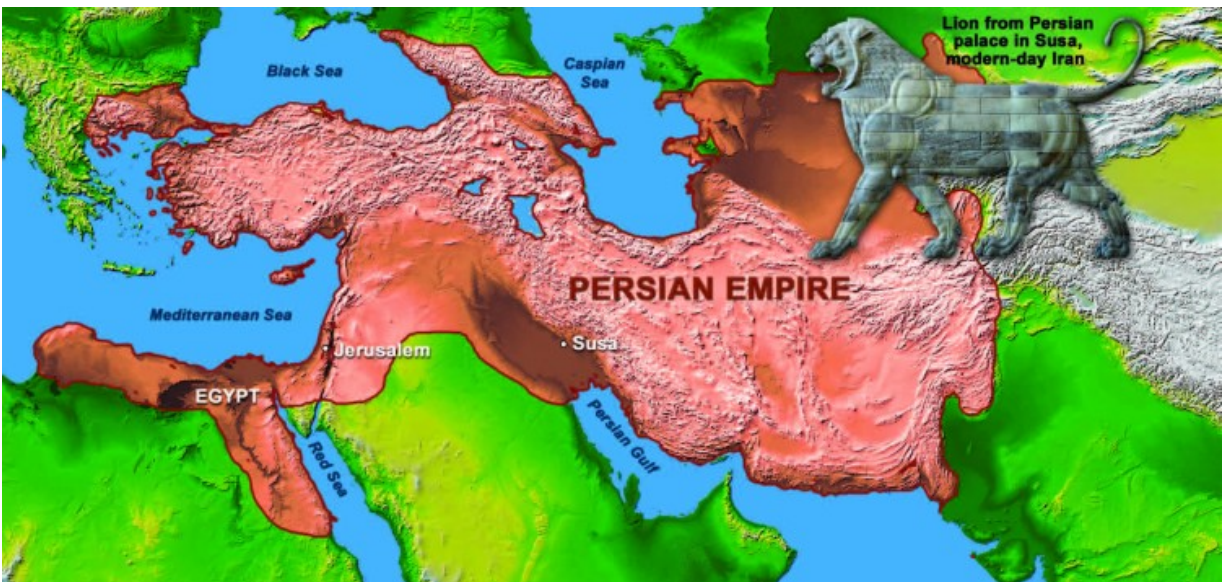 Lion from Persian
palace in Susa,
modern-day Iran
Black Sea
Caspian
Sea
PERSIAN EMPIRE
Mediterranean Sea
Jerusalem
Susa
EGYPT
Red Sea
Persian Gulf